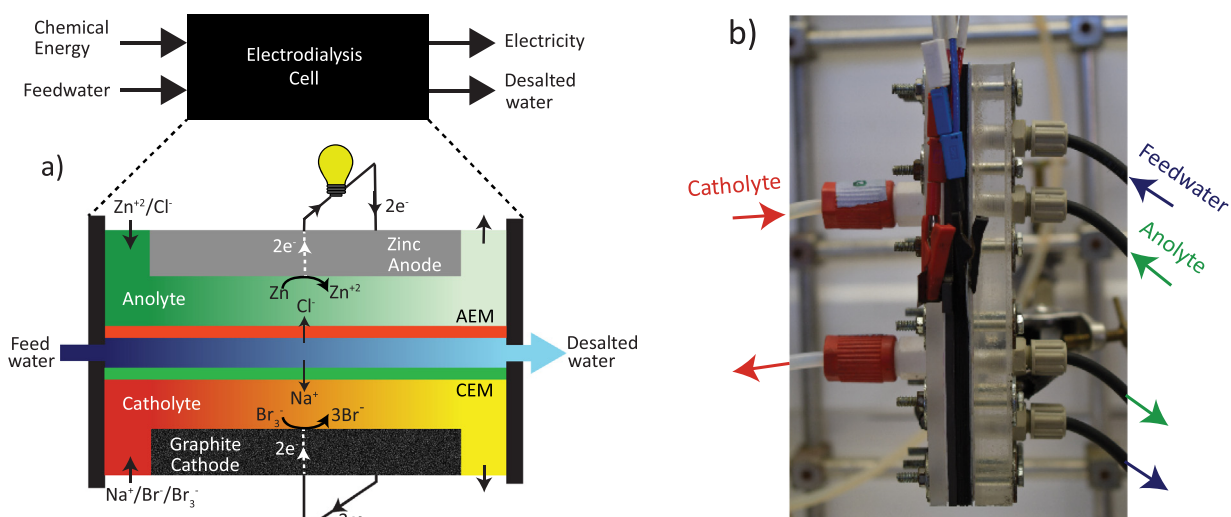 Chemical
Energy
Feedwater
Electrodialysis
Cell
Electricity
Desalted
water
a)
Zn+2/Cl-
2e-
2e-
Zinc
Anode
Zn
Zn+2
Anolyte
Cl-
AEM
Feed
water
Desalted
water
CEM
Catholyte
Na+
Br3-
3Br-
Graphite
Cathode
2e-
Na+/Br-/Br3-
b)
Catholyte
Feedwater
Anolyte